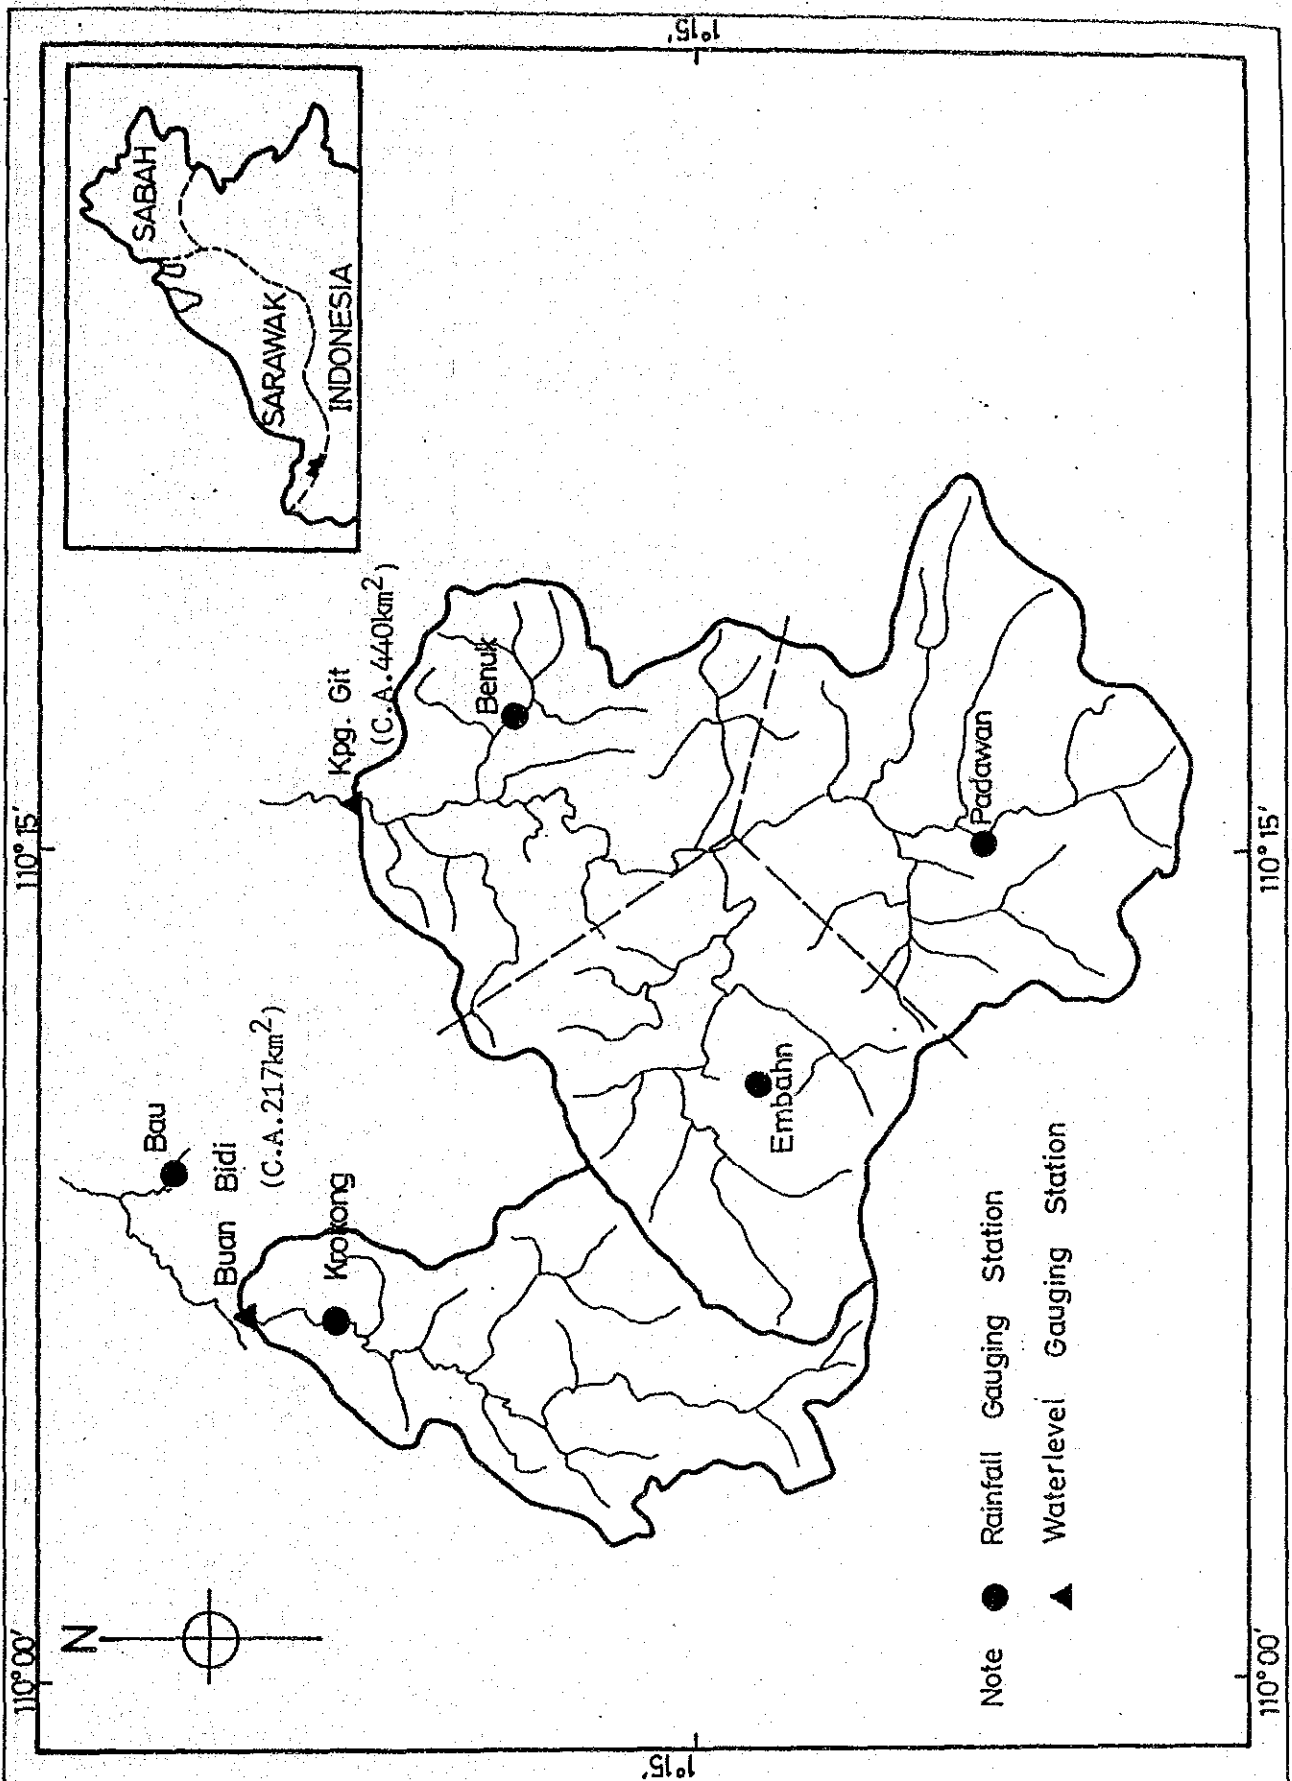 110° 00'
110° 15'
1° 15'
1° 15'
N
SABAH
SARAWAK
INDONESIA
Bau
Buan Bidi
(C.A.217km²)
Krokong
Kpg. Git
(C.A.440km²)
Benuk
Embahn
Padawan
Note ● Rainfall Gauging Station
▲ Waterlevel Gauging Station
110° 00'
110° 15'